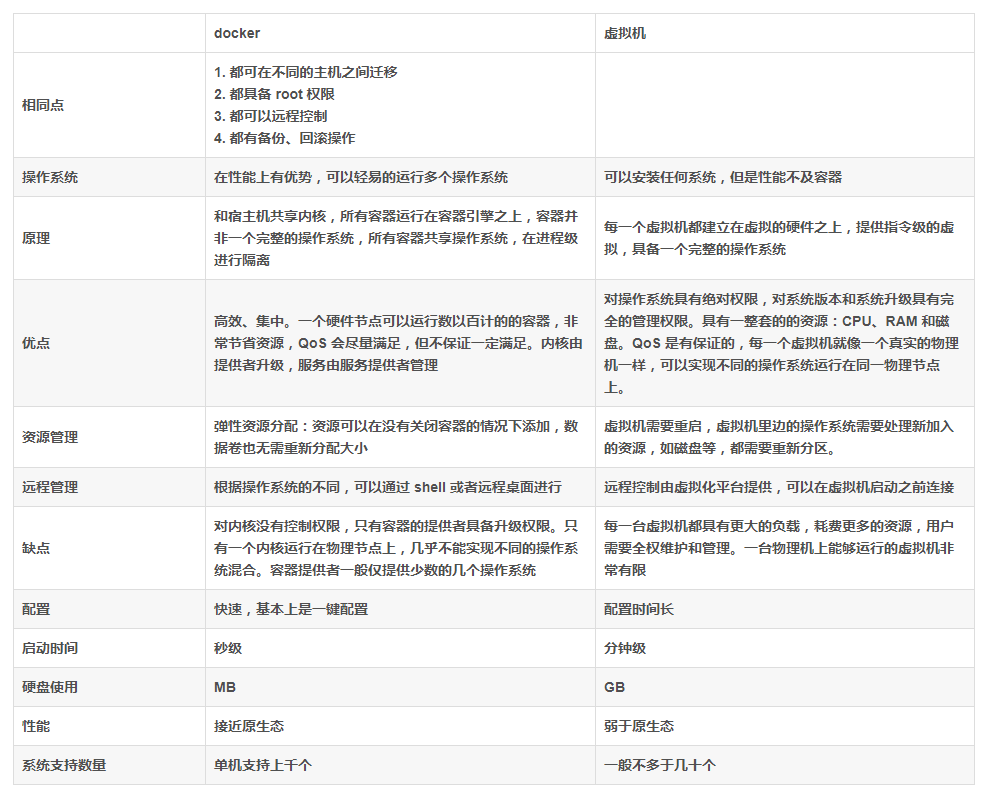 docker
虚拟机
相同点
1. 都可在不同的主机之间迁移
2. 都具备 root 权限
3. 都可以远程控制
4. 都有备份、回滚操作
操作系统
在性能上有优势，可以轻易的运行多个操作系统
可以安装任何系统，但是性能不及容器
原理
和宿主机共享内核，所有容器运行在容器引擎之上，容器并
非一个完整的操作系统，所有容器共享操作系统，在进程级
进行隔离
每一个虚拟机都建立在虚拟的硬件之上，提供指令级的虚
拟，具备一个完整的操作系统
优点
高效、集中。一个硬件节点可以运行数以百计的的容器，非
常节省资源，QoS 会尽量满足，但不保证一定满足。内核由
提供者升级，服务由服务提供者管理
对操作系统具有绝对权限，对系统版本和系统升级具有完
全的管理权限。具有一整套的的资源：CPU、RAM 和磁
盘。QoS 是有保证的，每一个虚拟机就像一个真实的物理
机一样，可以实现不同的操作系统运行在同一物理节点
上。
资源管理
弹性资源分配：资源可以在没有关闭容器的情况下添加，数
据卷也无需重新分配大小
虚拟机需要重启，虚拟机里边的操作系统需要处理新加入
的资源，如磁盘等，都需要重新分区。
远程管理
根据操作系统的不同，可以通过 shell 或者远程桌面进行
远程控制由虚拟化平台提供，可以在虚拟机启动之前连接
缺点
对内核没有控制权限，只有容器的提供者具备升级权限。只
有一个内核运行在物理节点上，几乎不能实现不同的操作系
统混合。容器提供者一般仅提供少数的几个操作系统
每一台虚拟机都具有更大的负载，耗费更多的资源，用户
需要全权维护和管理。一台物理机上能够运行的虚拟机非
常有限
配置
快速，基本上是一键配置
配置时间长
启动时间
秒级
分钟级
硬盘使用
MB
GB
性能
接近原生态
弱于原生态
系统支持数量
单机支持上千个
一般不多于几十个